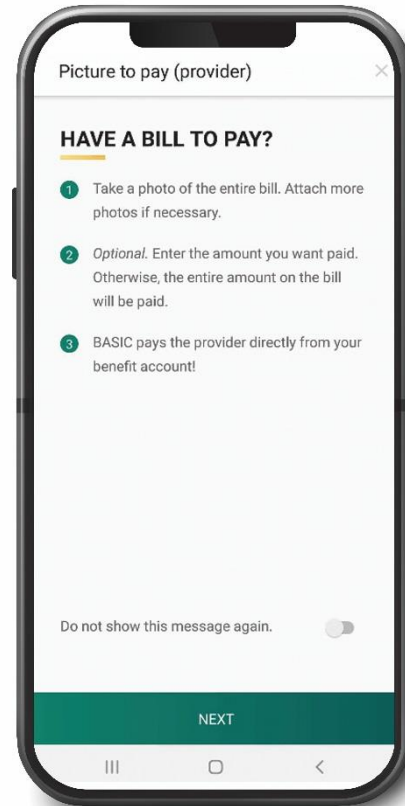 Picture to pay (provider)
HAVE A BILL TO PAY?
1 Take a photo of the entire bill. Attach more
photos if necessary.
2 Optional. Enter the amount you want paid.
Otherwise, the entire amount on the bill
will be paid.
3 BASIC pays the provider directly from your
benefit account!
Do not show this message again.
NEXT